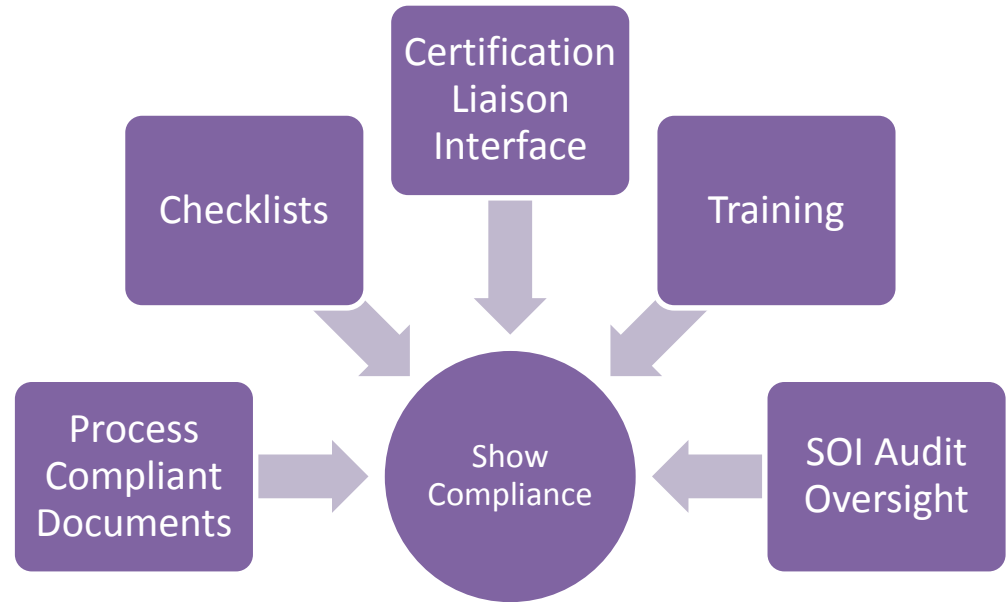 Certification
Liaison
Interface
Checklists
Training
Process
Compliant
Documents
Show
Compliance
SOI Audit
Oversight